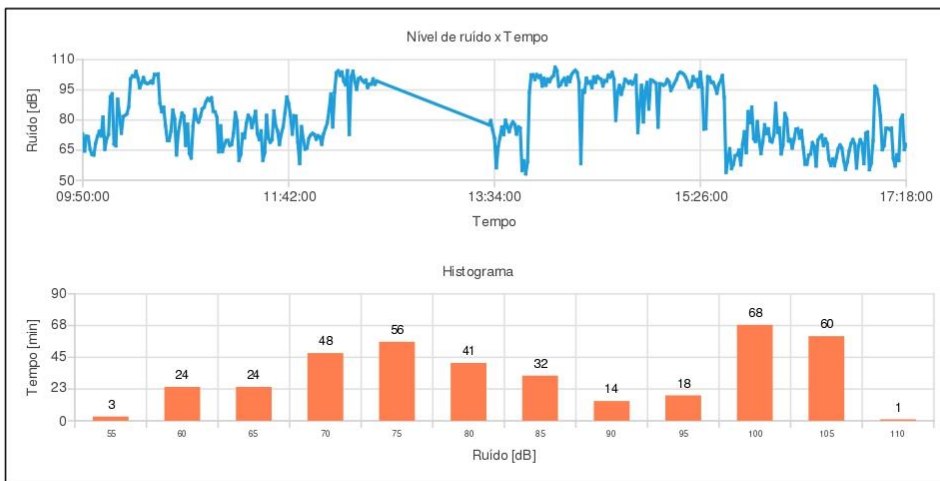 Nível de ruído x Tempo
Ruído [dB]
110
95
80
65
50
09:50:00 11:42:00 13:34:00 15:26:00 17:18:00
Tempo
Histograma
Tempo [min]
90
68
45
23
0
3 24 24 48 56 41 32 14 18 68 60 1
55 60 65 70 75 80 85 90 95 100 105 110
Ruído [dB]